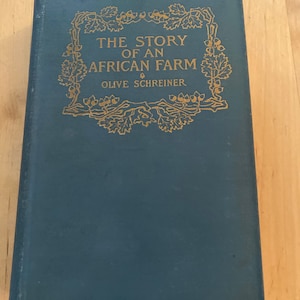 THE STORY
OF AN
AFRICAN FARM
OLIVE SCHREINER